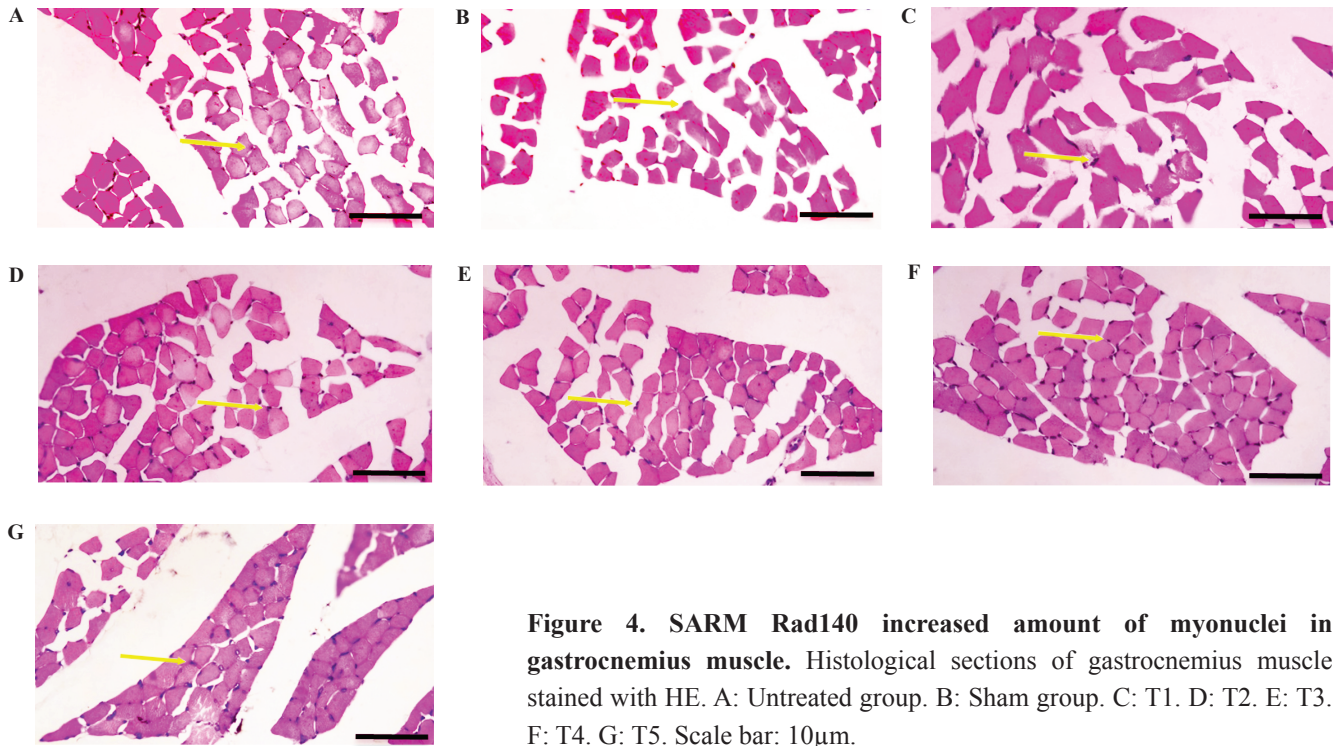 A
B
C
D
E
F
G
Figure 4. SARM Rad140 increased amount of myonuclei in
gastrocnemius muscle. Histological sections of gastrocnemius muscle
stained with HE. A: Untreated group. B: Sham group. C: T1. D: T2. E: T3.
F: T4. G: T5. Scale bar: 10µm.